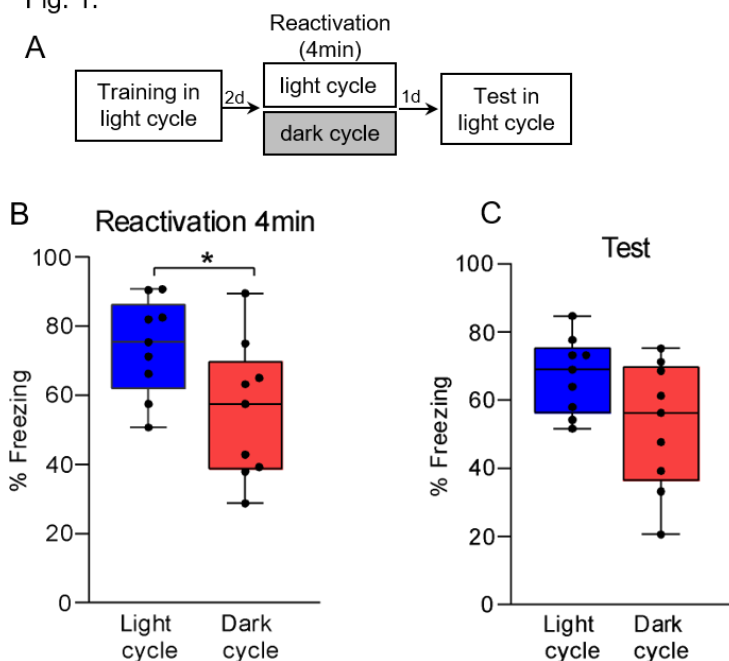 Fig. 1.
A
Reactivation
(4min)
Training in
light cycle
2d
light cycle
dark cycle
1d
Test in
light cycle
B
Reactivation 4min
% Freezing
100
80
60
40
20
0
*
Light
cycle
Dark
cycle
C
Test
% Freezing
100
80
60
40
20
0
Light
cycle
Dark
cycle